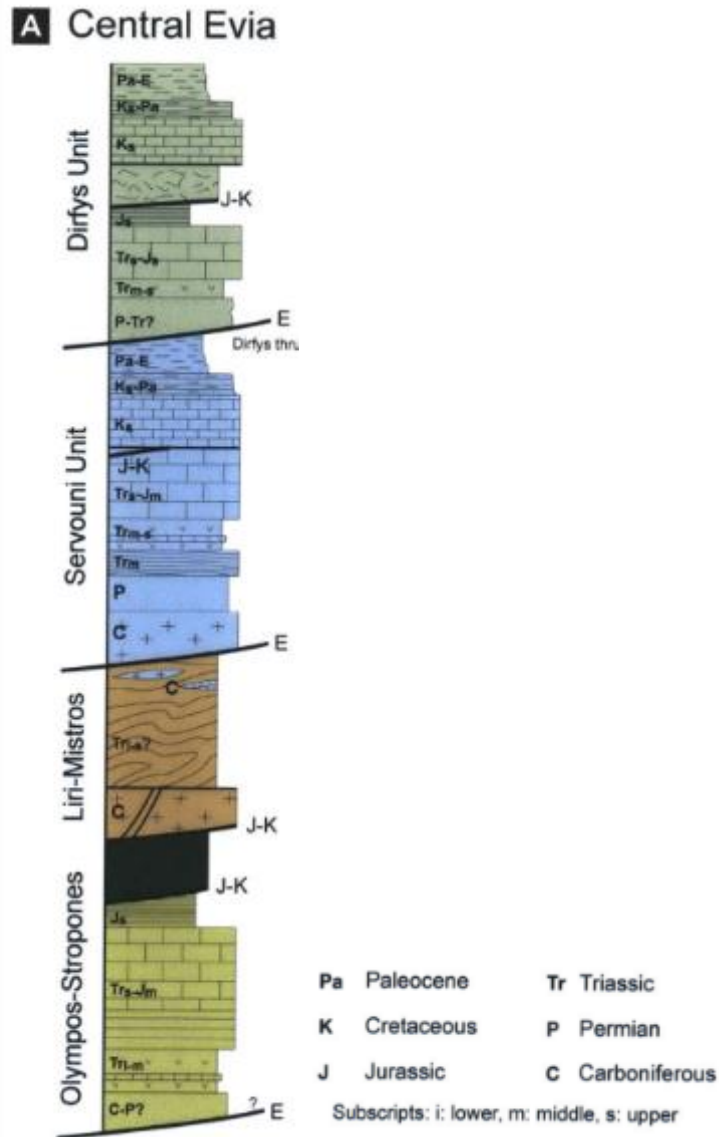 A Central Evia
Dirfys Unit
Pa-E
Ks-Pa
Ks
J-K
Js
Trs-Js
Trm-s
P-Tr?
E
Dirfys thru
Servouni Unit
Pa-E
Ks-Pa
Ks
J-K
Trs-Jm
Trm-s
Trm
P
C
E
Liri-Mistros
C
Tri-s?
C
J-K
Olympos-Stropones
J-K
Js
Trs-Jm
Tri-m
C-P?
? E
Pa Paleocene
Tr Triassic
K Cretaceous
P Permian
J Jurassic
C Carboniferous
Subscripts: i: lower, m: middle, s: upper